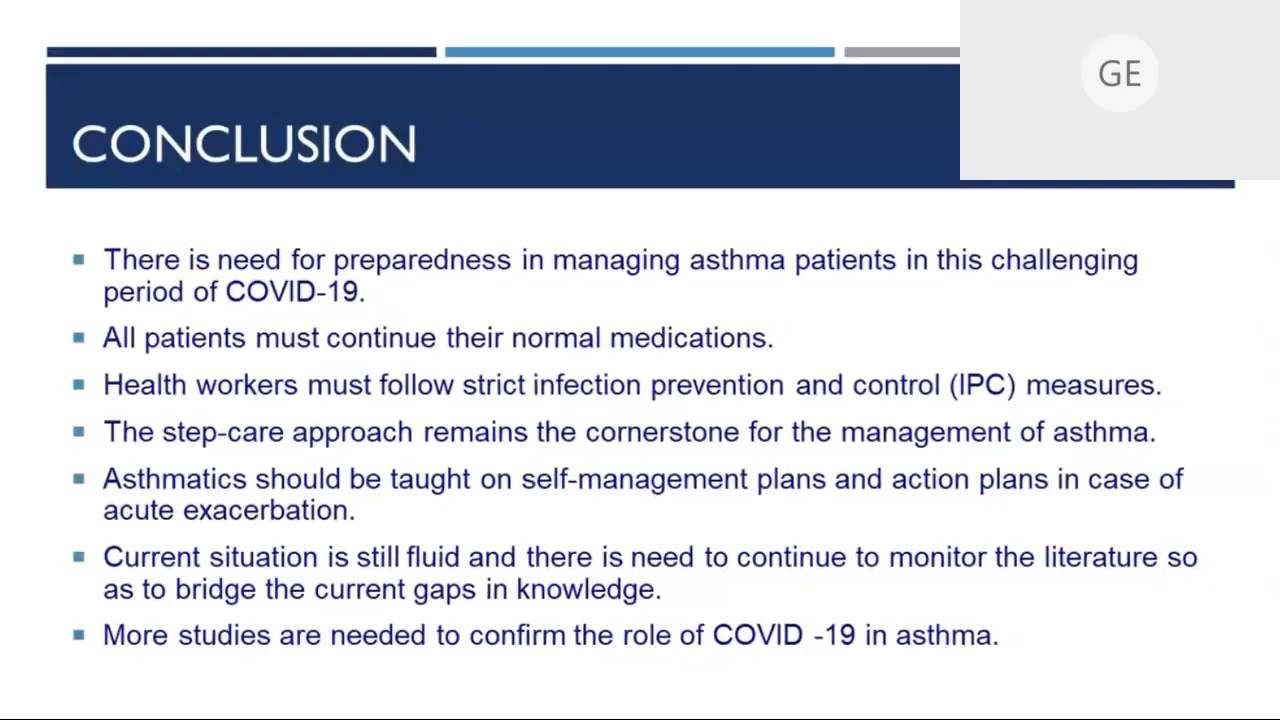 GE
CONCLUSION
There is need for preparedness in managing asthma patients in this challenging
period of COVID-19.
All patients must continue their normal medications.
Health workers must follow strict infection prevention and control (IPC) measures.
The step-care approach remains the cornerstone for the management of asthma.
Asthmatics should be taught on self-management plans and action plans in case of
acute exacerbation.
Current situation is still fluid and there is need to continue to monitor the literature so
as to bridge the current gaps in knowledge.
More studies are needed to confirm the role of COVID -19 in asthma.